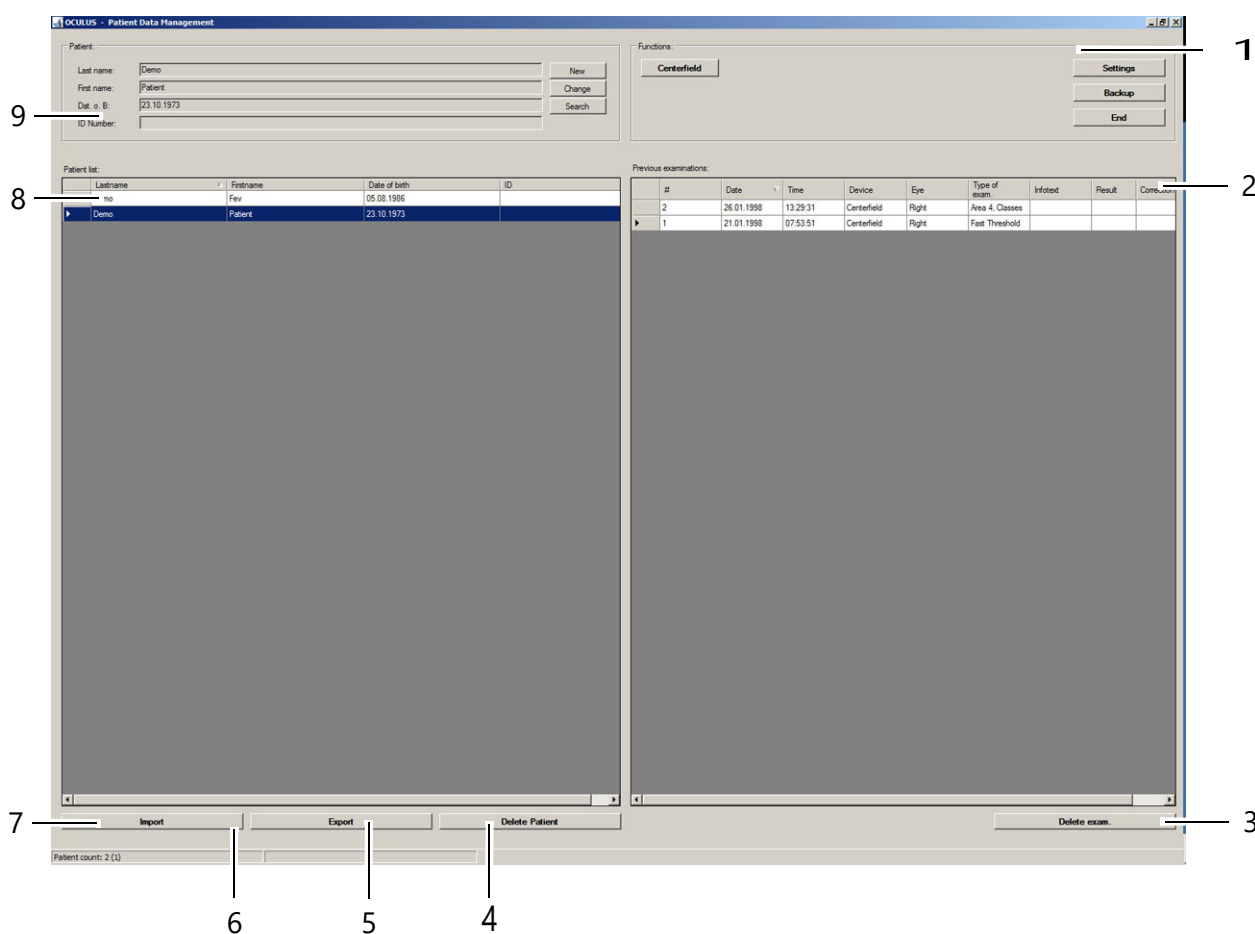 OCULUS - Patient Data Management
Patient:
Last name: Demo New
First name: Patient Change
Dat. o. B: 23.10.1973 Search
ID Number:
Functions:
Centerfield
Settings
Backup
End
1
9
Patient list:
Lastname Firstname Date of birth ID
mo Fev 05.08.1986
Demo Patient 23.10.1973
8
Previous examinations:
# Date Time Device Eye Type of exam. Infotext Result Correction
2 26.01.1998 13:29:31 Centerfield Right Area 4, Classes
1 21.01.1998 07:53:51 Centerfield Right Fast Threshold
2
7
Import Export Delete Patient
Delete exam.
3
Patient count: 2 (1)
6 5 4